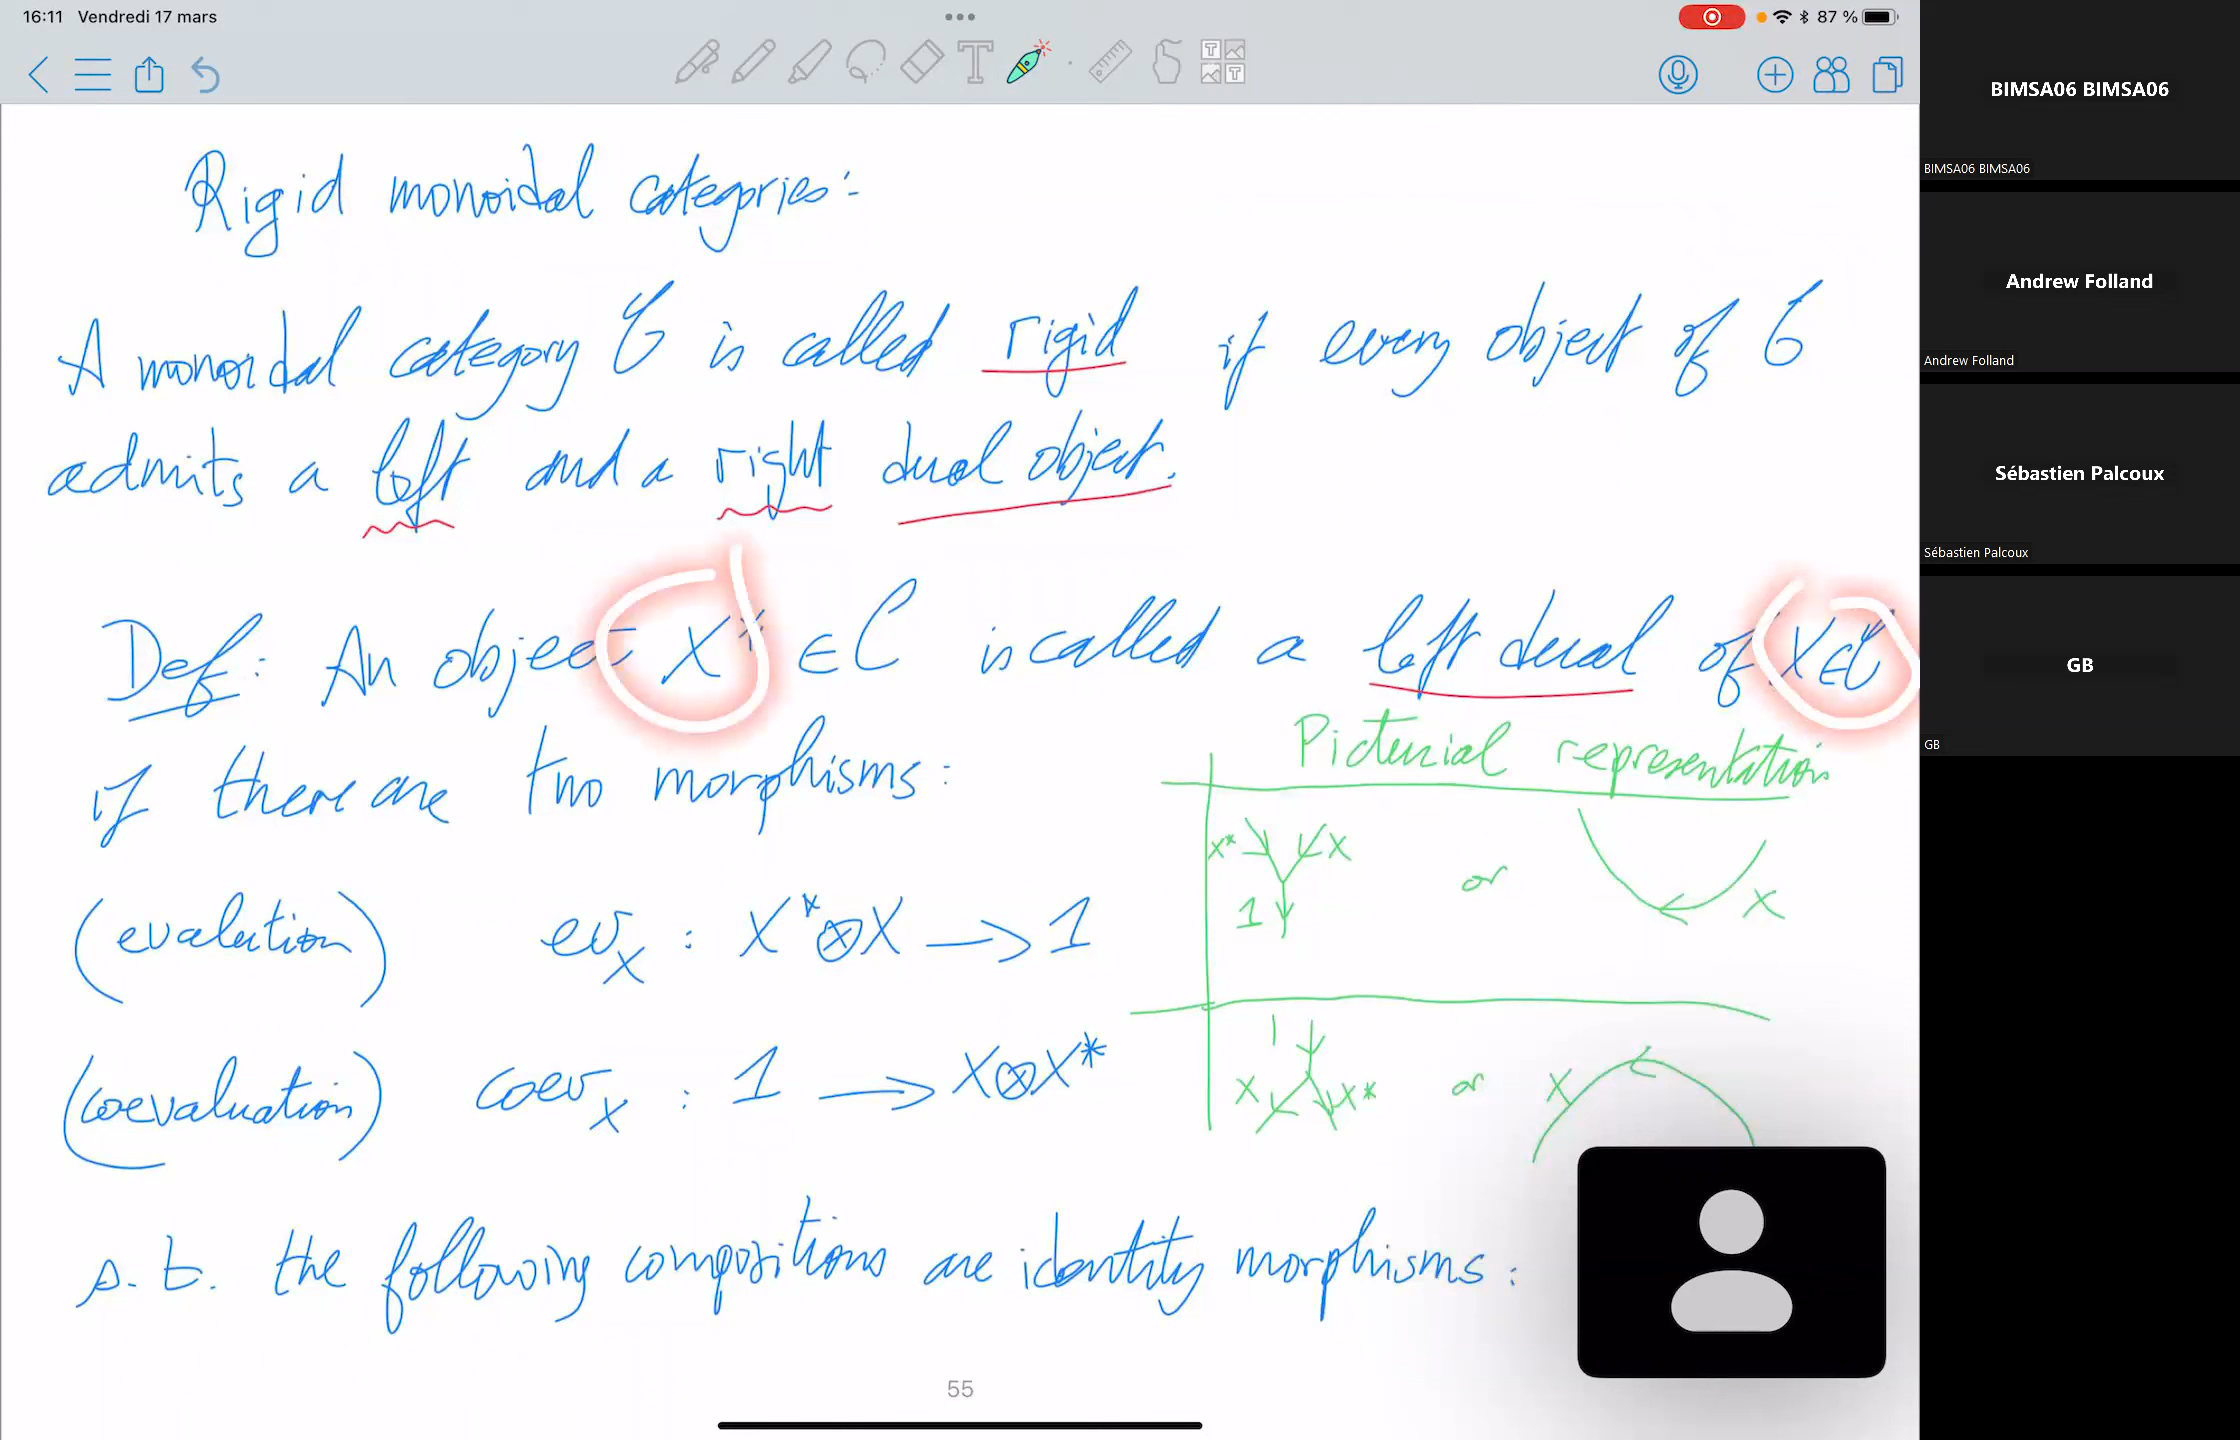 16:11 Vendredi 17 mars
87 %
Rigid monoidal categories:
A monoidal category C is called rigid if every object of C
admits a left and a right dual object.
Def: An object X* ∈ C is called a left dual of X ∈ C
if there are two morphisms:
Pictorial representation
(evaluation) ev_X : X* ⊗ X → 1
X* X 1 or X
(coevaluation) coev_X : 1 → X ⊗ X*
1 X X* or X
s.t. the following compositions are identity morphisms:
55
BIMSA06 BIMSA06
BIMSA06 BIMSA06
Andrew Folland
Andrew Folland
Sébastien Palcoux
Sébastien Palcoux
GB
GB